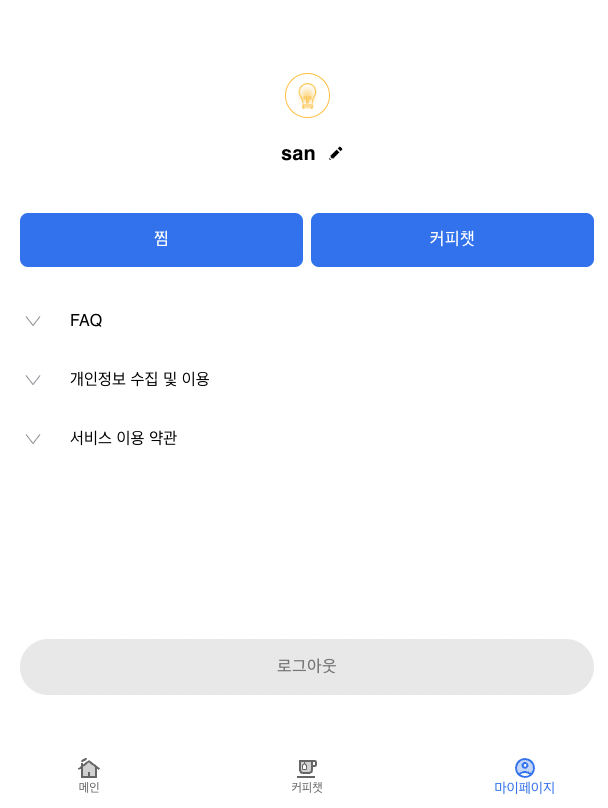 san
찜
커피챗
FAQ
개인정보 수집 및 이용
서비스 이용 약관
로그아웃
메인
커피챗
마이페이지